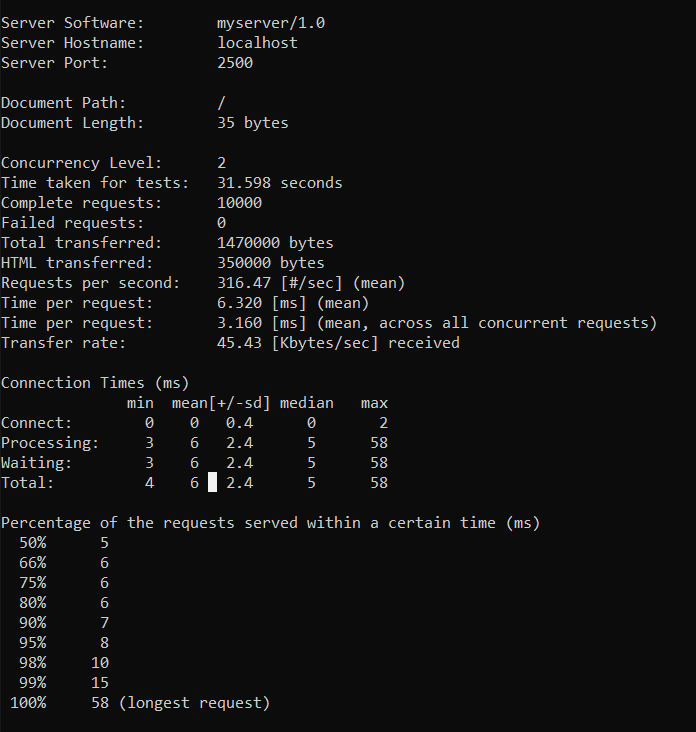 Server Software:        myserver/1.0
Server Hostname:        localhost
Server Port:            2500

Document Path:          /
Document Length:        35 bytes

Concurrency Level:      2
Time taken for tests:   31.598 seconds
Complete requests:      10000
Failed requests:        0
Total transferred:      1470000 bytes
HTML transferred:       350000 bytes
Requests per second:    316.47 [#/sec] (mean)
Time per request:       6.320 [ms] (mean)
Time per request:       3.160 [ms] (mean, across all concurrent requests)
Transfer rate:          45.43 [Kbytes/sec] received

Connection Times (ms)
              min  mean[+/-sd] median   max
Connect:        0    0   0.4      0       2
Processing:     3    6   2.4      5      58
Waiting:        3    6   2.4      5      58
Total:          4    6   2.4      5      58

Percentage of the requests served within a certain time (ms)
  50%      5
  66%      6
  75%      6
  80%      6
  90%      7
  95%      8
  98%     10
  99%     15
 100%     58 (longest request)